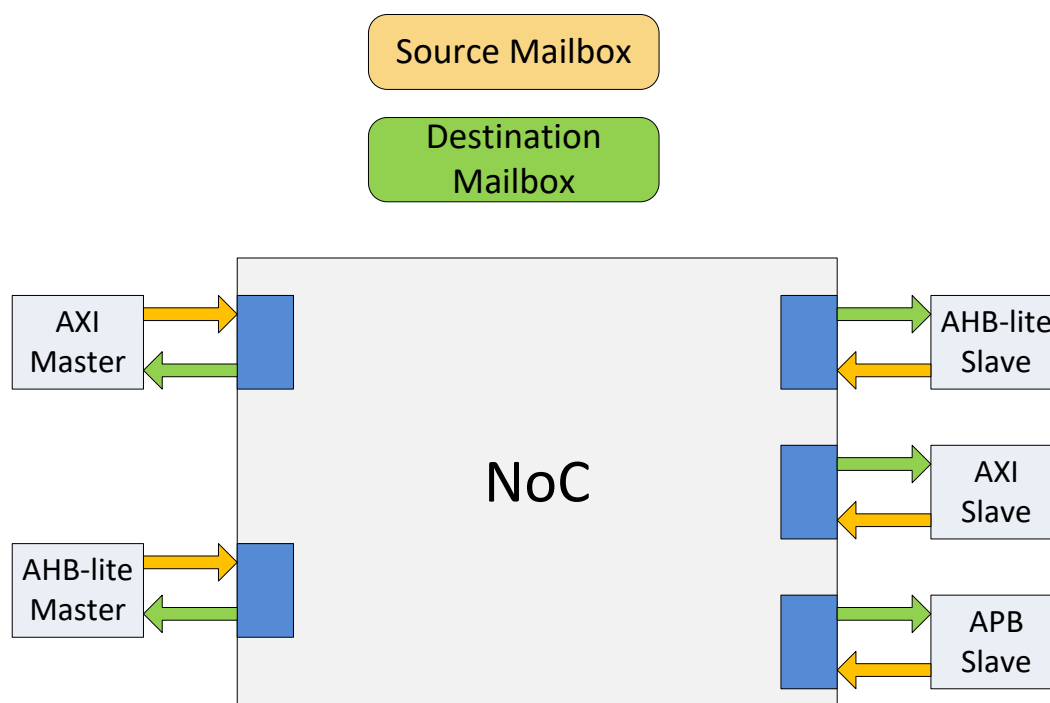 Source Mailbox
Destination
Mailbox
AXI
Master
AHB-lite
Slave
NoC
AXI
Slave
AHB-lite
Master
APB
Slave